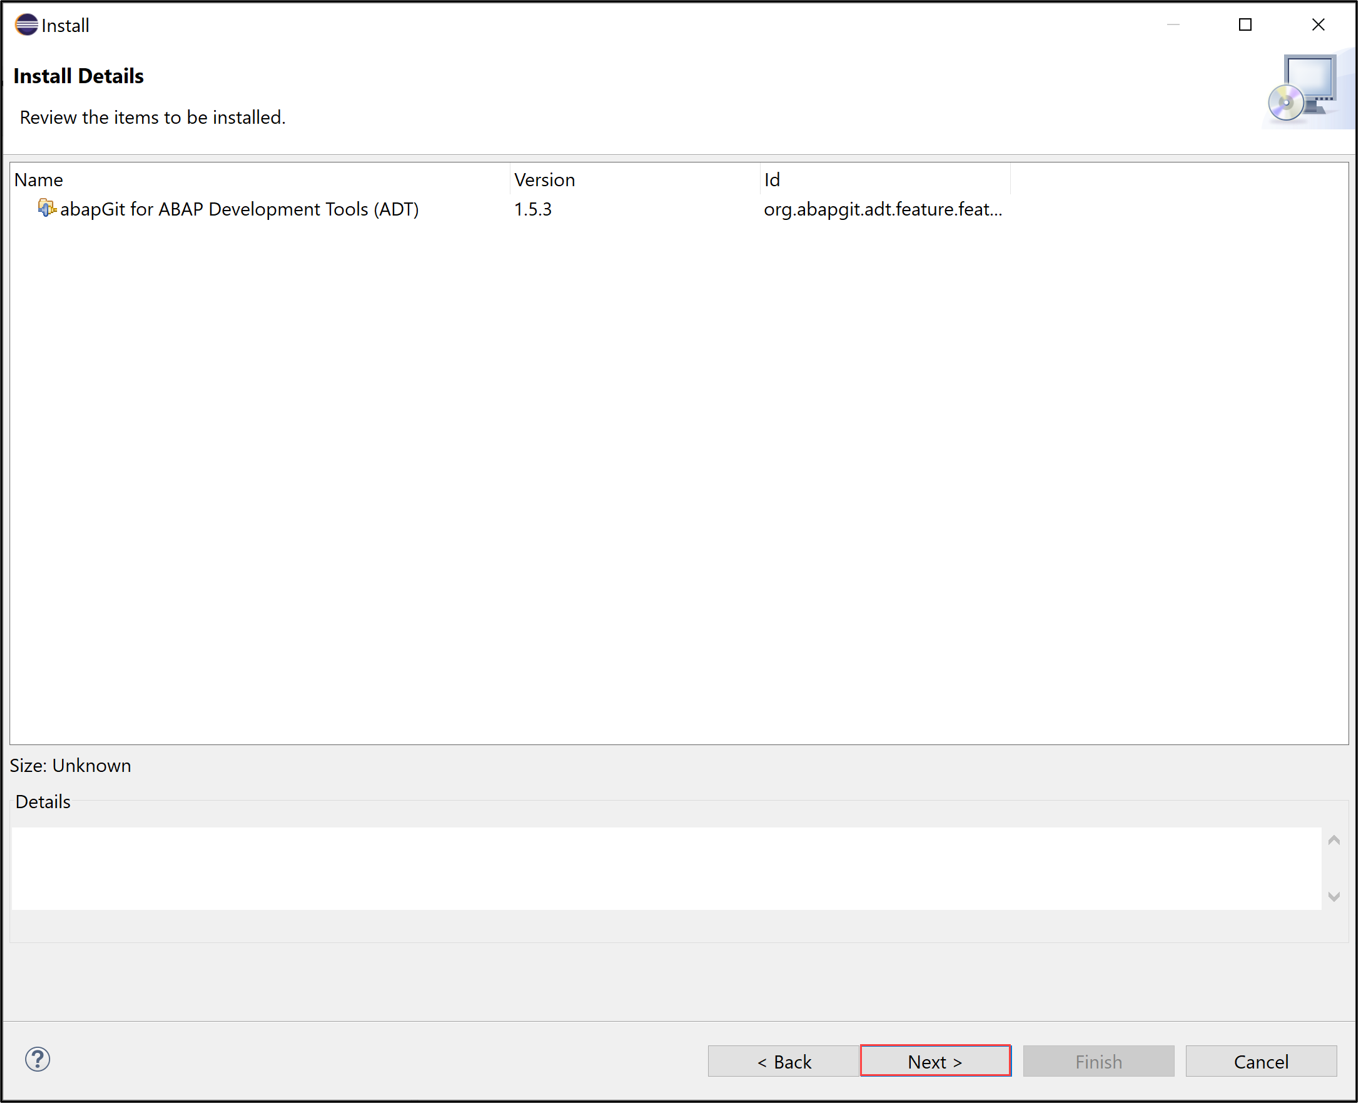 Install
Install Details
Review the items to be installed.
Name Version Id
abapGit for ABAP Development Tools (ADT) 1.5.3 org.abapgit.adt.feature.feat...
Size: Unknown
Details
? < Back Next > Finish Cancel